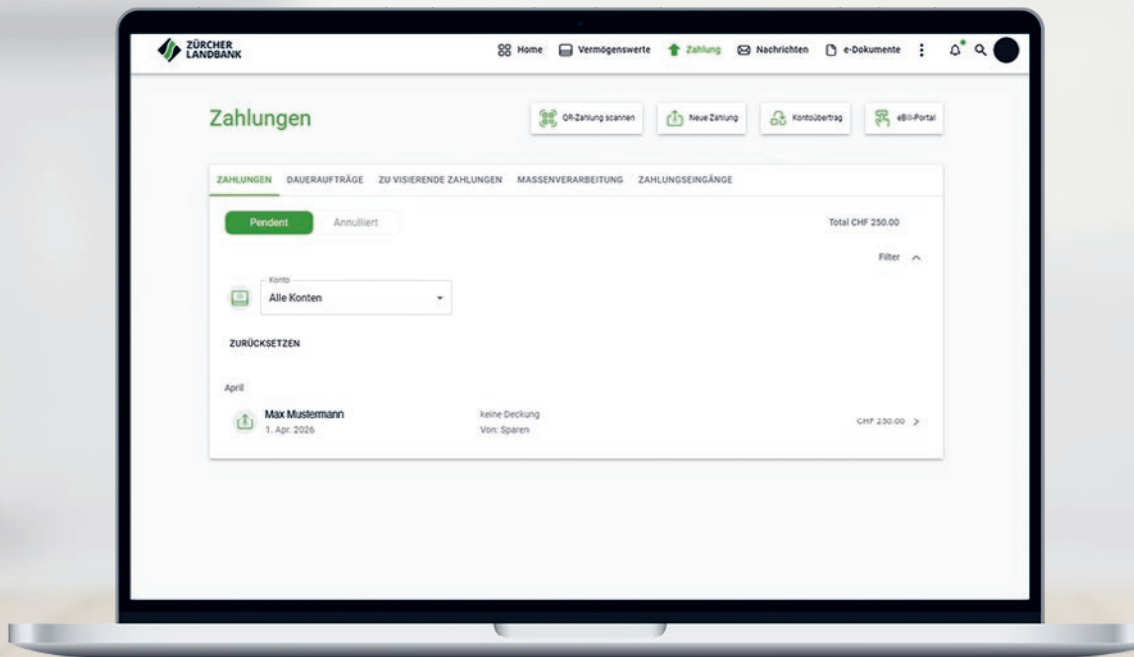 ZÜRCHER
LANDBANK
Home
Vermögenswerte
Zahlung
Nachrichten
e-Dokumente
Zahlungen
QR-Zahlung scannen
Neue Zahlung
Kontoübertrag
eBill-Portal
ZAHLUNGEN
DAUERAUFTRÄGE
ZU VISIERENDE ZAHLUNGEN
MASSENVERARBEITUNG
ZAHLUNGSEINGÄNGE
Pendent
Annulliert
Total CHF 250.00
Filter
Konto
Alle Konten
ZURÜCKSETZEN
April
Max Mustermann
1. Apr. 2026
keine Deckung
Von: Sparen
CHF 250.00